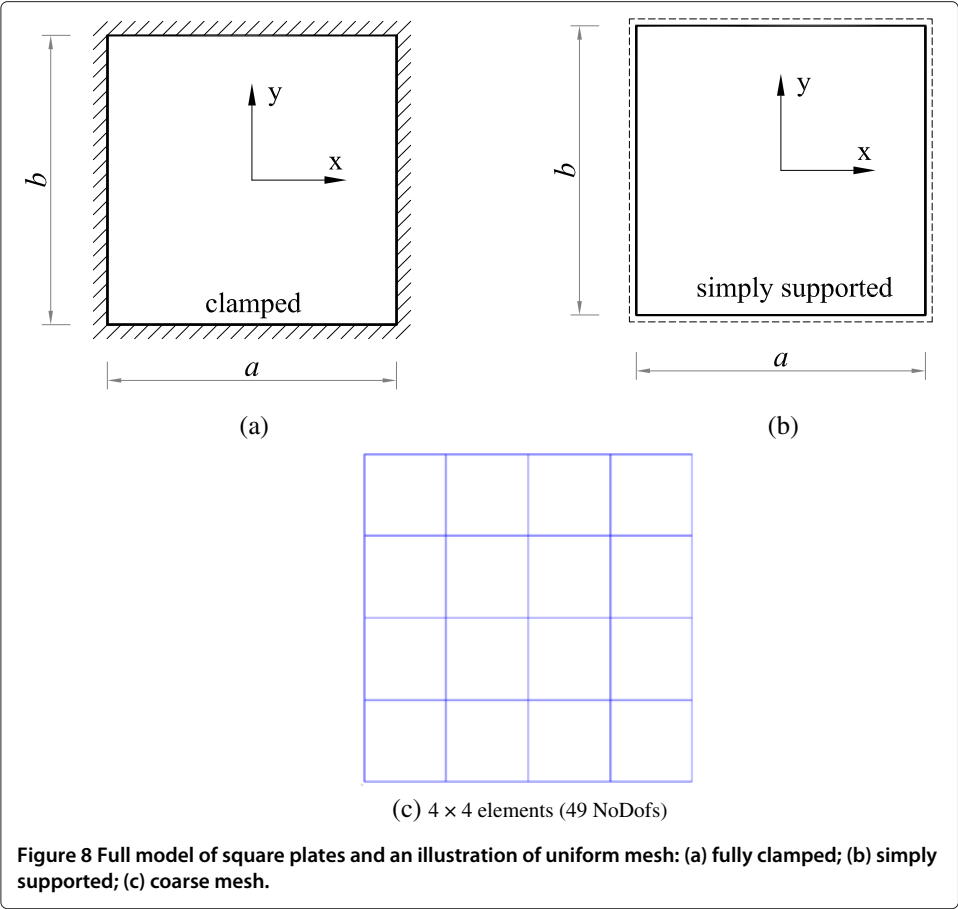 y
x
b
clamped
a
(a)
y
x
b
simply supported
a
(b)
(c) 4 × 4 elements (49 NoDofs)
Figure 8 Full model of square plates and an illustration of uniform mesh: (a) fully clamped; (b) simply
supported; (c) coarse mesh.